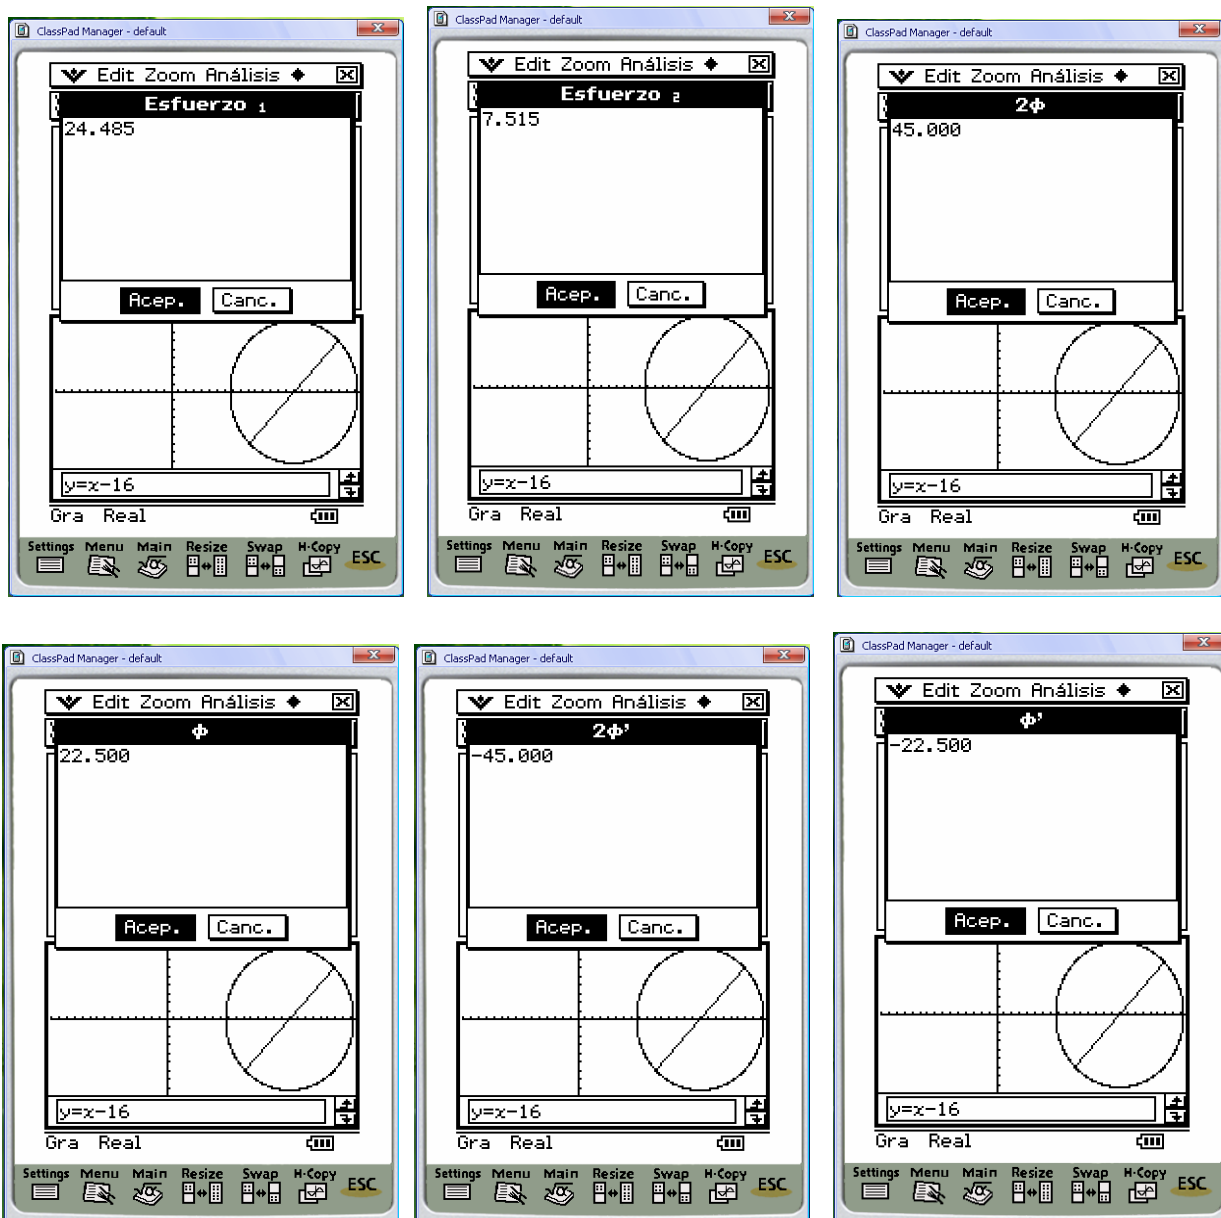 ClassPad Manager - default
Edit Zoom Análisis
Esfuerzo 1
24.485
Acep. Canc.
y=x-16
Gra Real
Settings Menu Main Resize Swap H-Copy ESC
ClassPad Manager - default
Edit Zoom Análisis
Esfuerzo 2
7.515
Acep. Canc.
y=x-16
Gra Real
Settings Menu Main Resize Swap H-Copy ESC
ClassPad Manager - default
Edit Zoom Análisis
2ϕ
45.000
Acep. Canc.
y=x-16
Gra Real
Settings Menu Main Resize Swap H-Copy ESC
ClassPad Manager - default
Edit Zoom Análisis
ϕ
22.500
Acep. Canc.
y=x-16
Gra Real
Settings Menu Main Resize Swap H-Copy ESC
ClassPad Manager - default
Edit Zoom Análisis
2ϕ'
-45.000
Acep. Canc.
y=x-16
Gra Real
Settings Menu Main Resize Swap H-Copy ESC
ClassPad Manager - default
Edit Zoom Análisis
ϕ'
-22.500
Acep. Canc.
y=x-16
Gra Real
Settings Menu Main Resize Swap H-Copy ESC